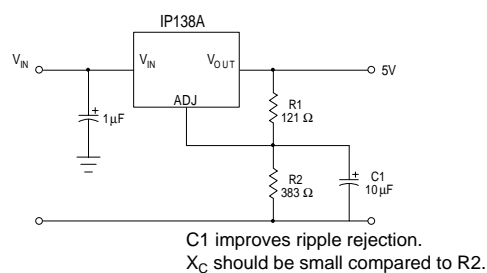 IP138A
V_IN
V_IN
V_OUT
5V
ADJ
R1
121 Ω
+
1μF
R2
383 Ω
+
C1
10μF
C1 improves ripple rejection.
X_C should be small compared to R2.